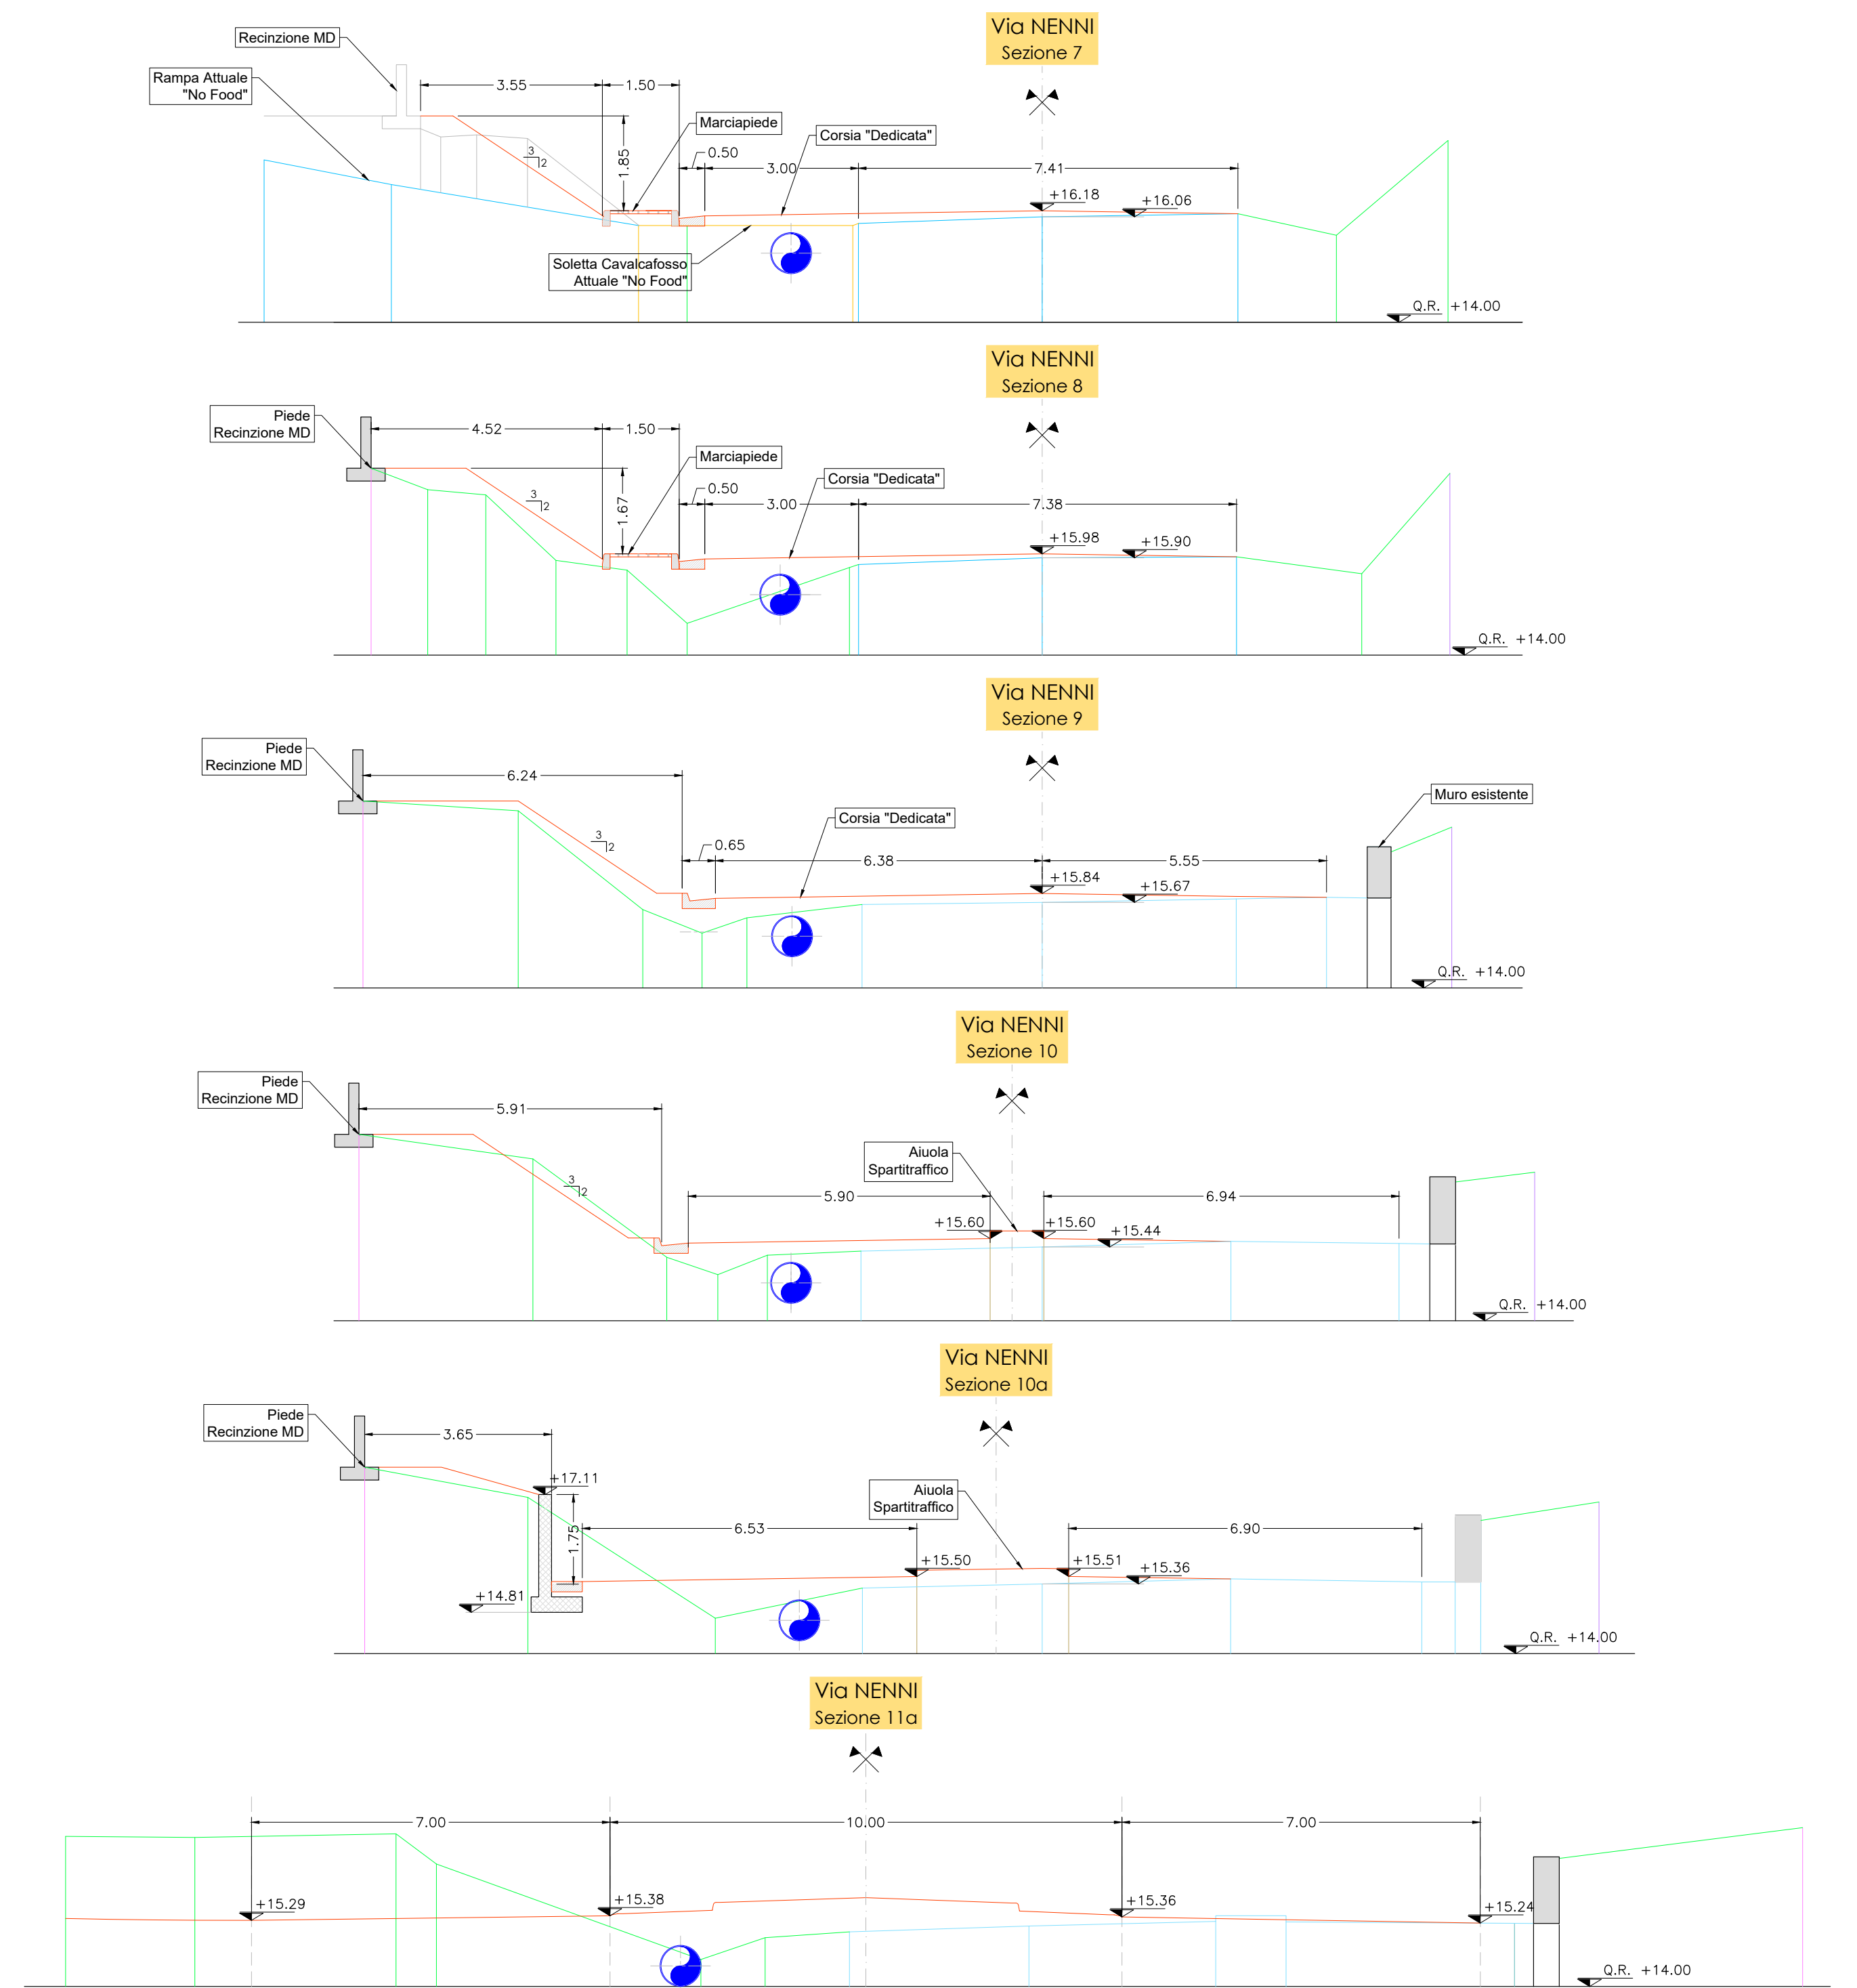 Via NENNI
Sezione 7
Recinzione MD
Rampa Attuale
"No Food"
3.55
1.50
Marciapiede
Corsia "Dedicata"
3
2
1.85
0.50
3.00
7.41
+16.18
+16.06
Soletta Cavalcafosso
Attuale "No Food"
Q.R. +14.00
Via NENNI
Sezione 8
Piede
Recinzione MD
4.52
1.50
Marciapiede
Corsia "Dedicata"
3
2
1.67
0.50
3.00
7.38
+15.98
+15.90
Q.R. +14.00
Via NENNI
Sezione 9
Piede
Recinzione MD
6.24
Muro esistente
Corsia "Dedicata"
3
2
0.65
6.38
5.55
+15.84
+15.67
Q.R. +14.00
Via NENNI
Sezione 10
Piede
Recinzione MD
5.91
Aiuola
Spartitraffico
3
2
5.90
6.94
+15.60
+15.60
+15.44
Q.R. +14.00
Via NENNI
Sezione 10a
Piede
Recinzione MD
3.65
+17.11
Aiuola
Spartitraffico
1.75
6.53
6.90
+15.50
+15.51
+15.36
+14.81
Q.R. +14.00
Via NENNI
Sezione 11a
7.00
10.00
7.00
+15.29
+15.38
+15.36
+15.24
Q.R. +14.00